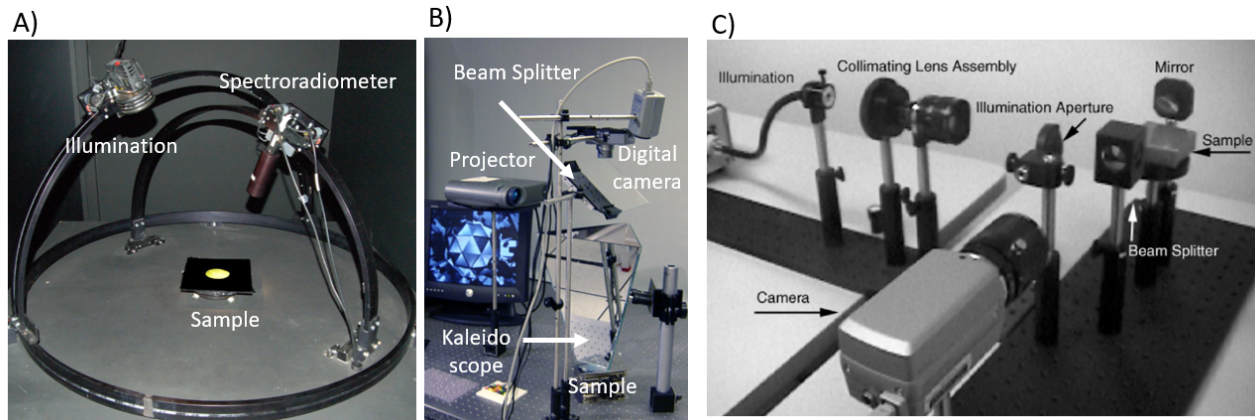 A)
Spectroradiometer
Illumination
Sample
B)
Beam Splitter
Projector
Digital
camera
Kaleido
scope
Sample
C)
Illumination
Collimating Lens Assembly
Mirror
Illumination Aperture
Sample
Beam Splitter
Camera